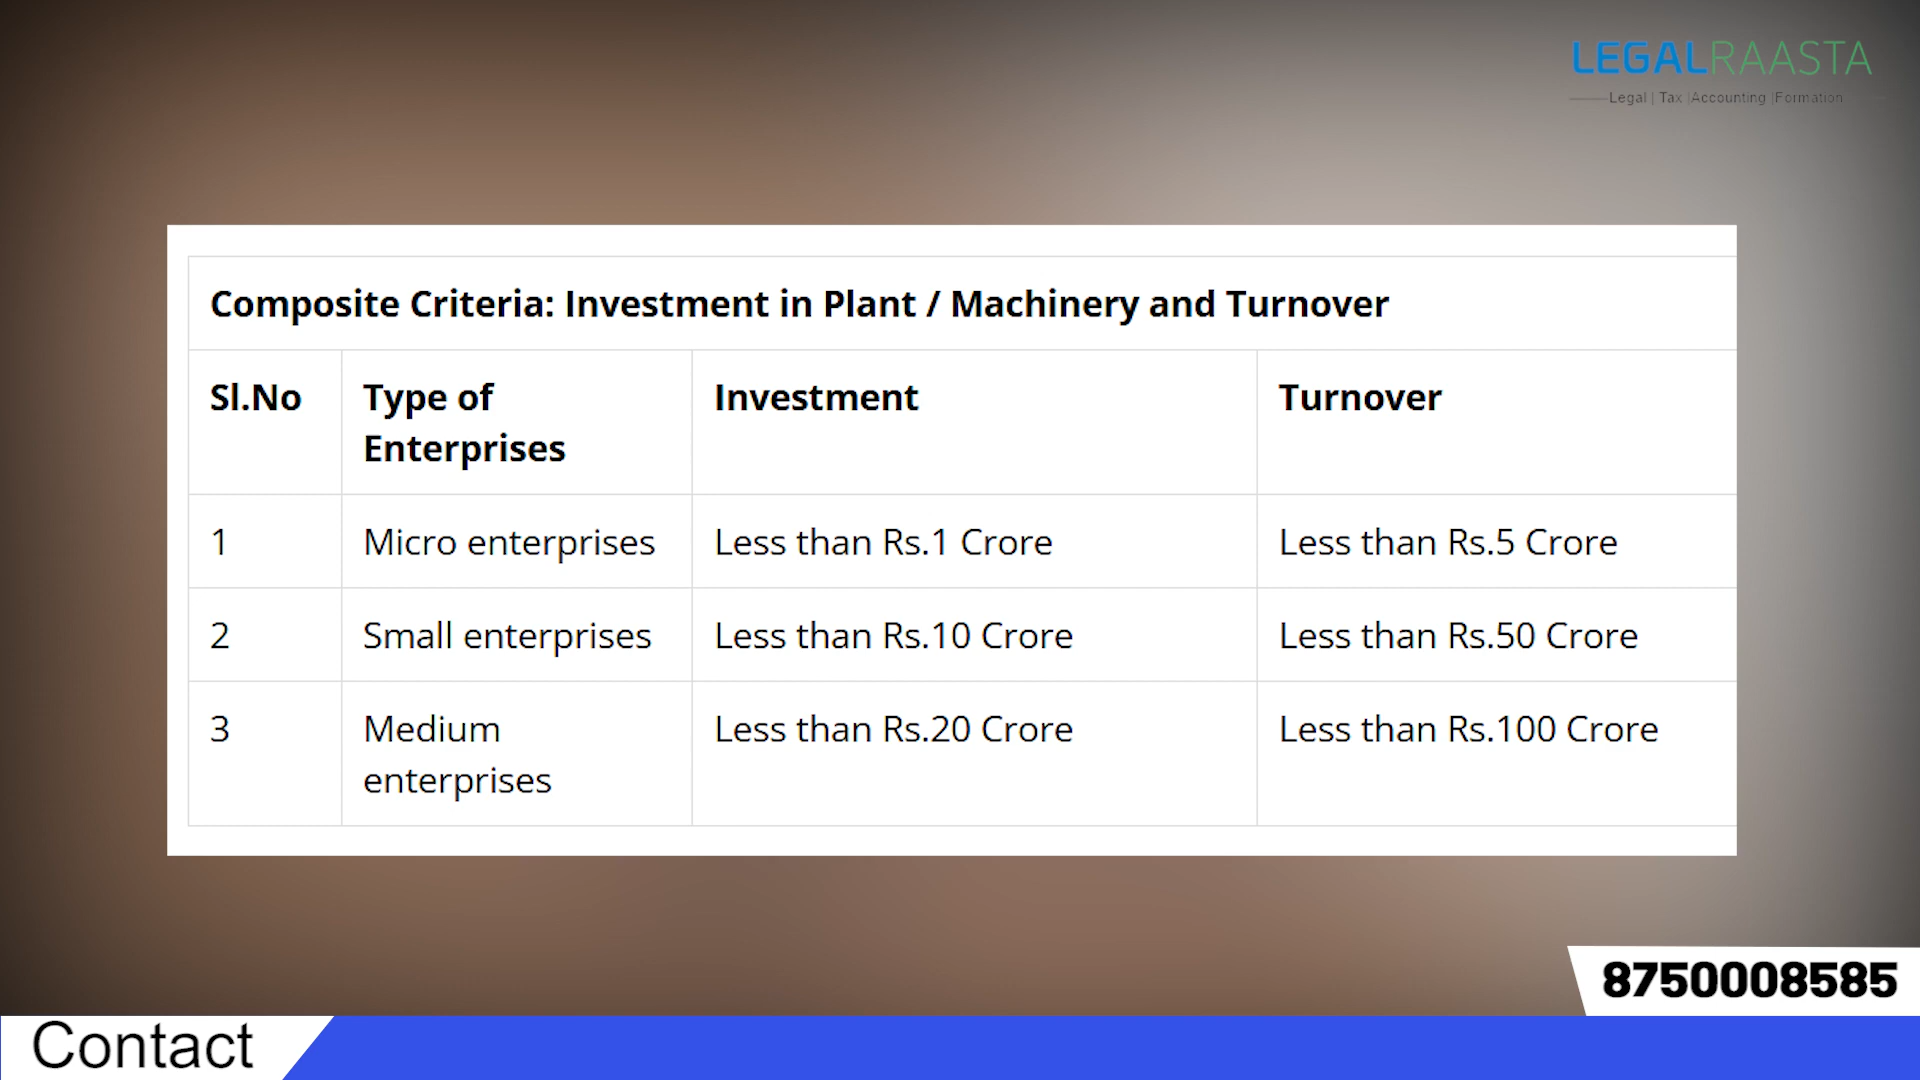 LEGALRAASTA
Legal | Tax |Accounting |Formation
Composite Criteria: Investment in Plant / Machinery and Turnover
Sl.No Type of Enterprises Investment Turnover
1 Micro enterprises Less than Rs.1 Crore Less than Rs.5 Crore
2 Small enterprises Less than Rs.10 Crore Less than Rs.50 Crore
3 Medium enterprises Less than Rs.20 Crore Less than Rs.100 Crore
8750008585
Contact